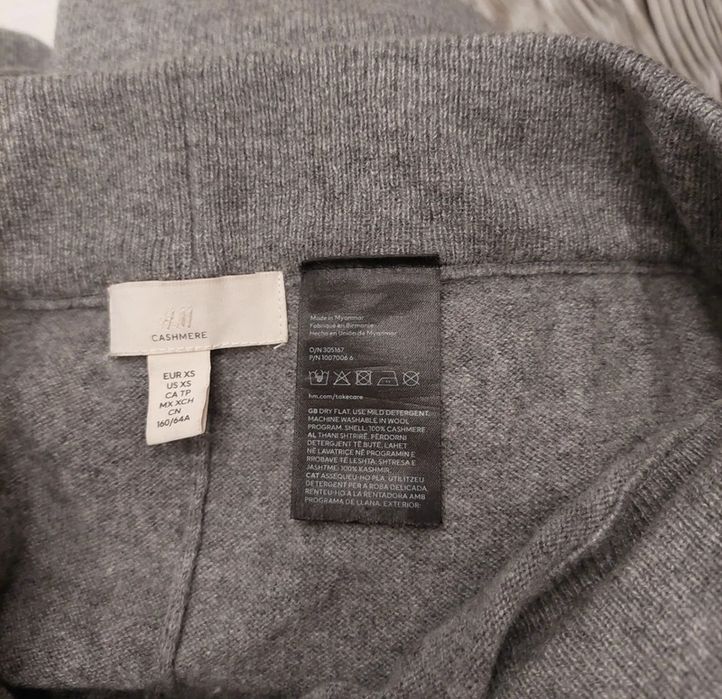 H&M
CASHMERE
EUR XS
US XS
CA TP
MX XCH
CN
160/64A
Made in Myanmar
Fabriqué en Birmanie
Hecho en Unión de Myanmar
O/N 305167
P/N 1007006 6
hm.com/takecare
GB DRY FLAT. USE MILD DETERGENT.
MACHINE WASHABLE IN WOOL
PROGRAM. SHELL: 100% CASHMERE
AL THANI SHTRIRË. PËRDORNI
DETERGJENT TË BUTË. LAHET
NË LAVATRIÇE NË PROGRAMIN E
RROBAVE TË LESHTA: SHTRESA E
JASHTME: 100% KASHMIR.
CAT ASSEQUEU-HO PLA. UTILITZEU
DETERGENT PER A ROBA DELICADA.
RENTEU-HO A LA RENTADORA AMB
PROGRAMA DE LLANA. EXTERIOR: